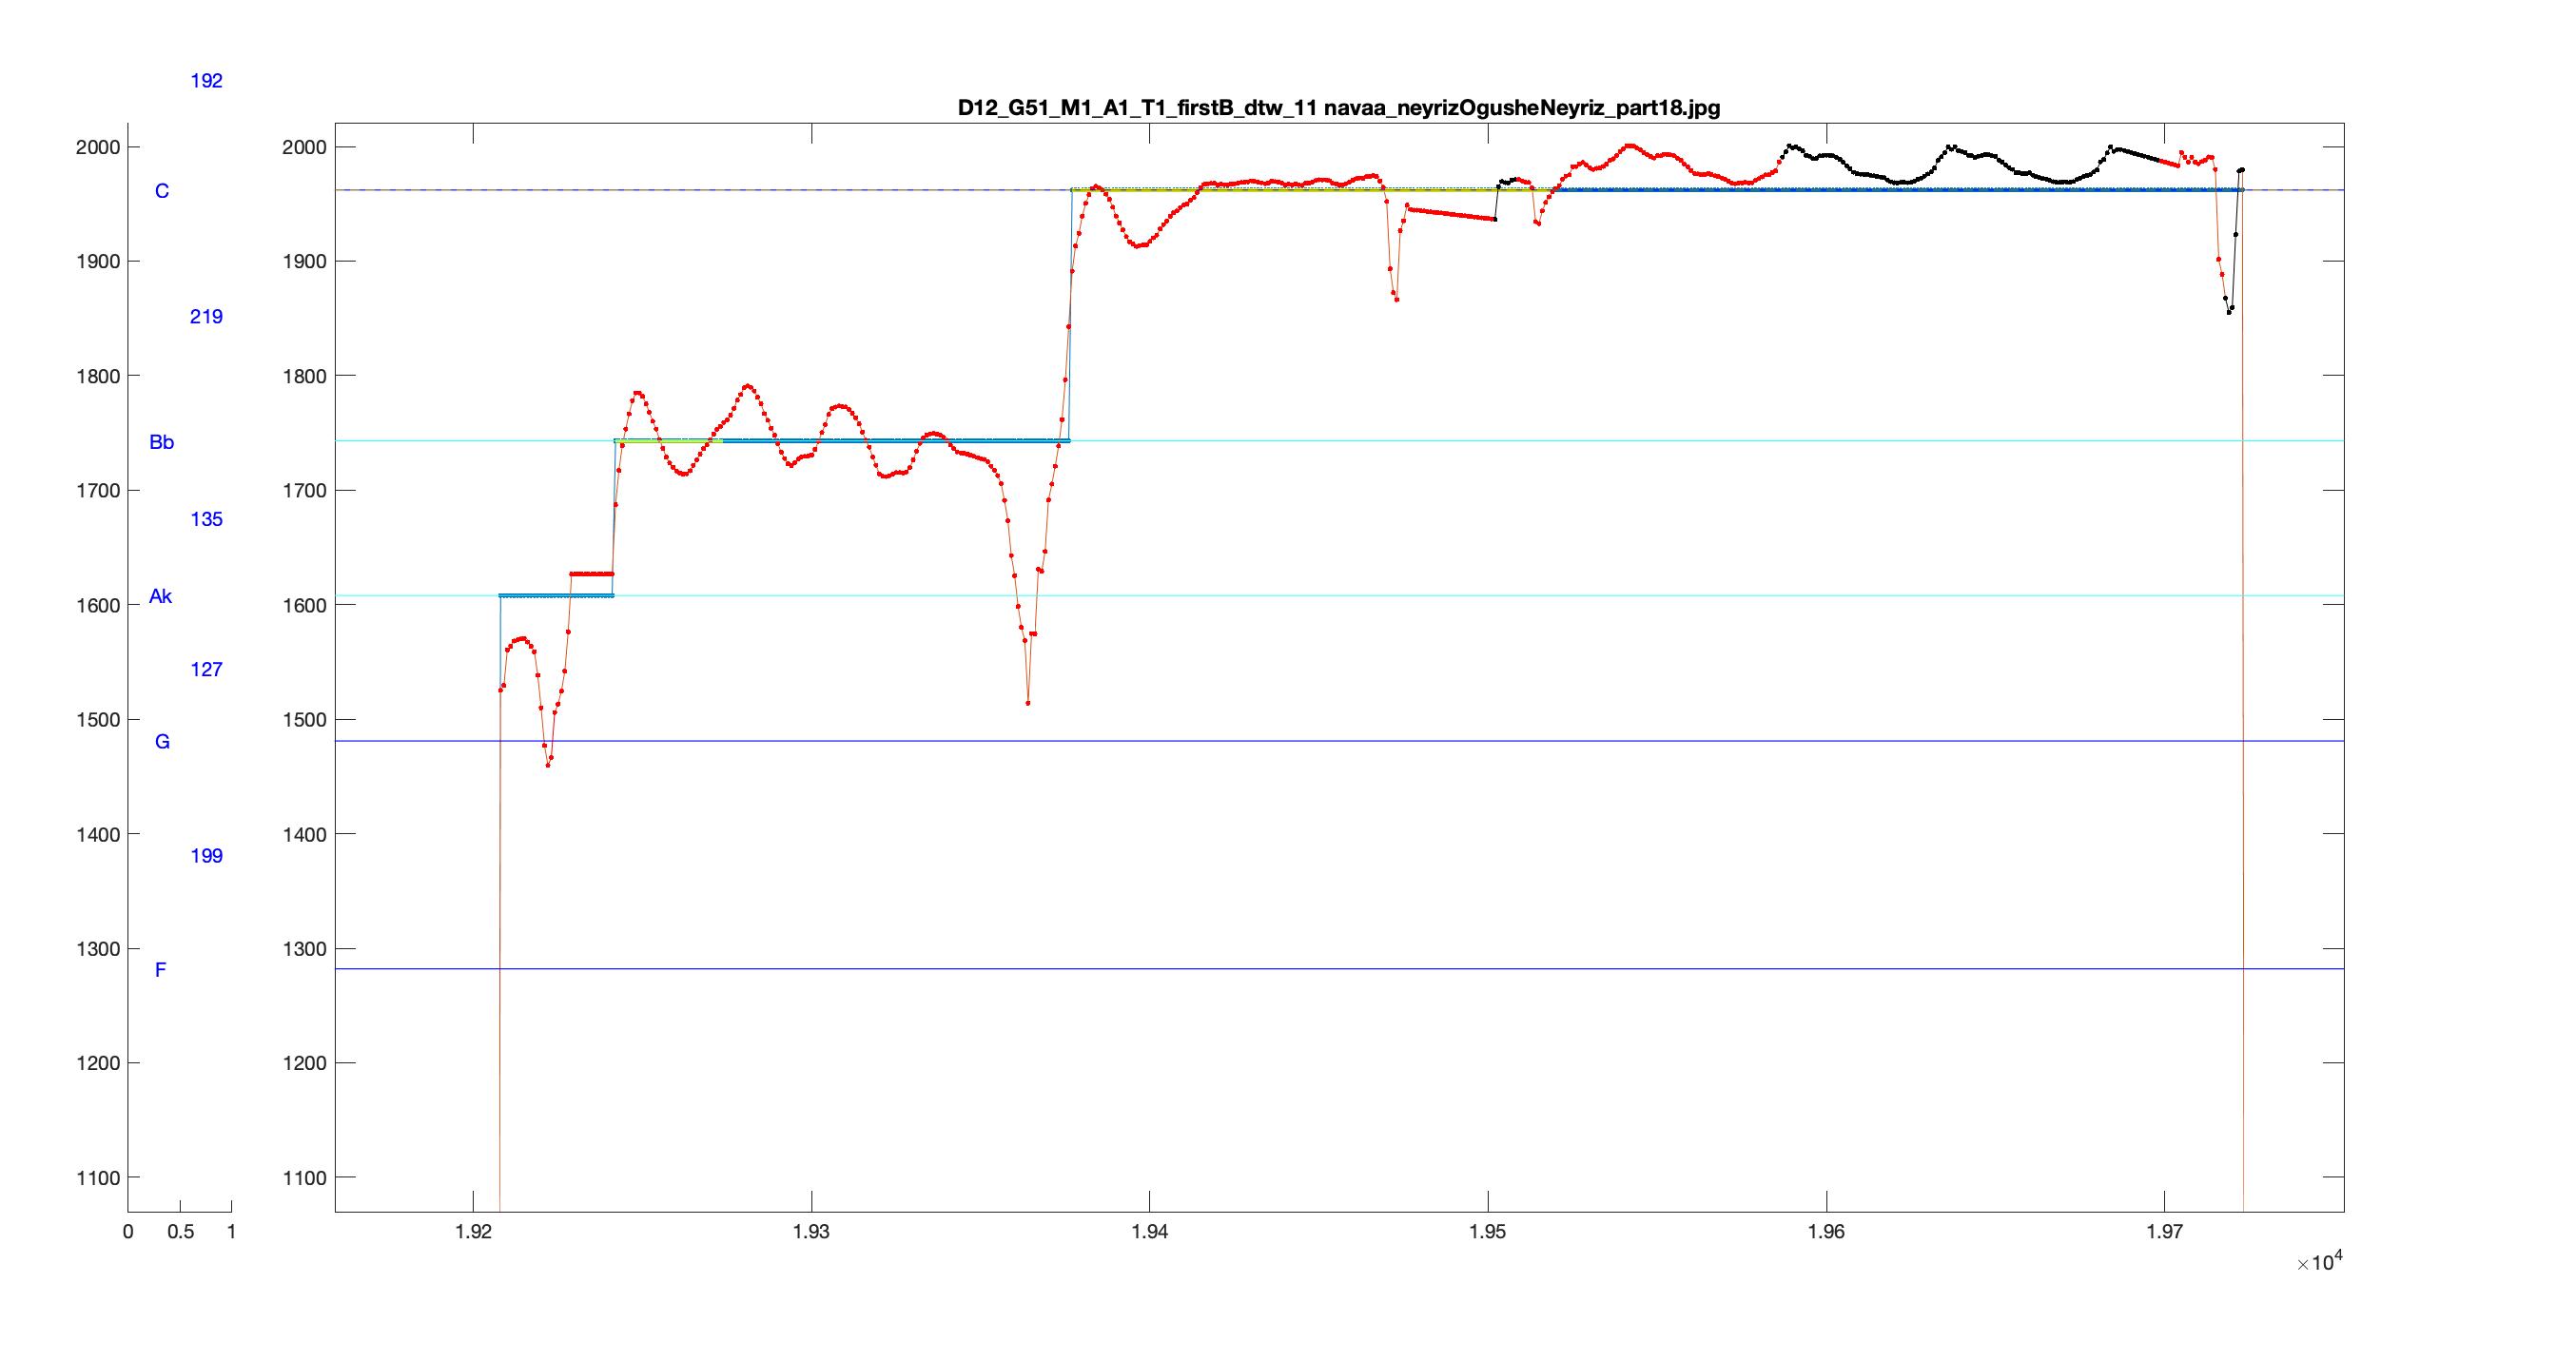 192
D12_G51_M1_A1_T1_firstB_dtw_11 navaa_neyrizOgusheNeyriz_part18.jpg
2000 2000
C
1900 1900
219
1800 1800
Bb
1700 1700
135
Ak
1600 1600
127
1500 1500
G
1400 1400
199
1300 1300
F
1200 1200
1100 1100
0 0.5 1 1.92 1.93 1.94 1.95 1.96 1.97
×10^4